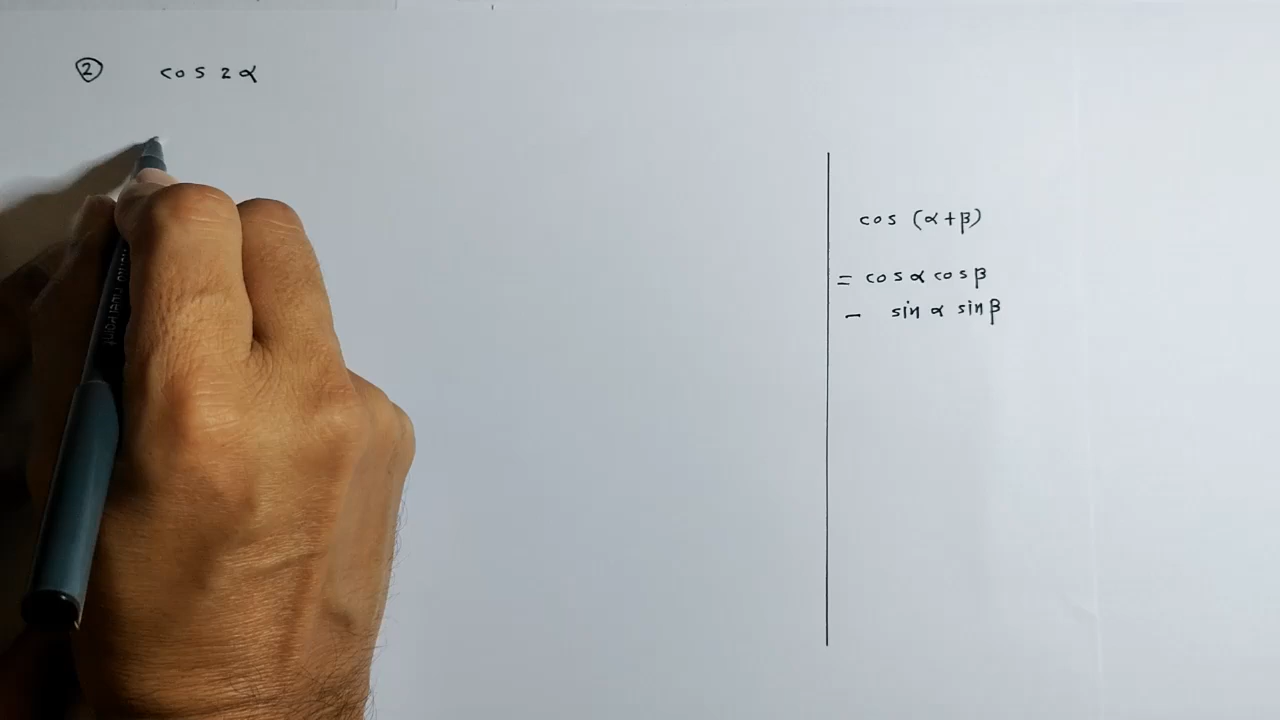 ② cos 2α
cos (α+β)
= cos α cos β
- sin α sin β